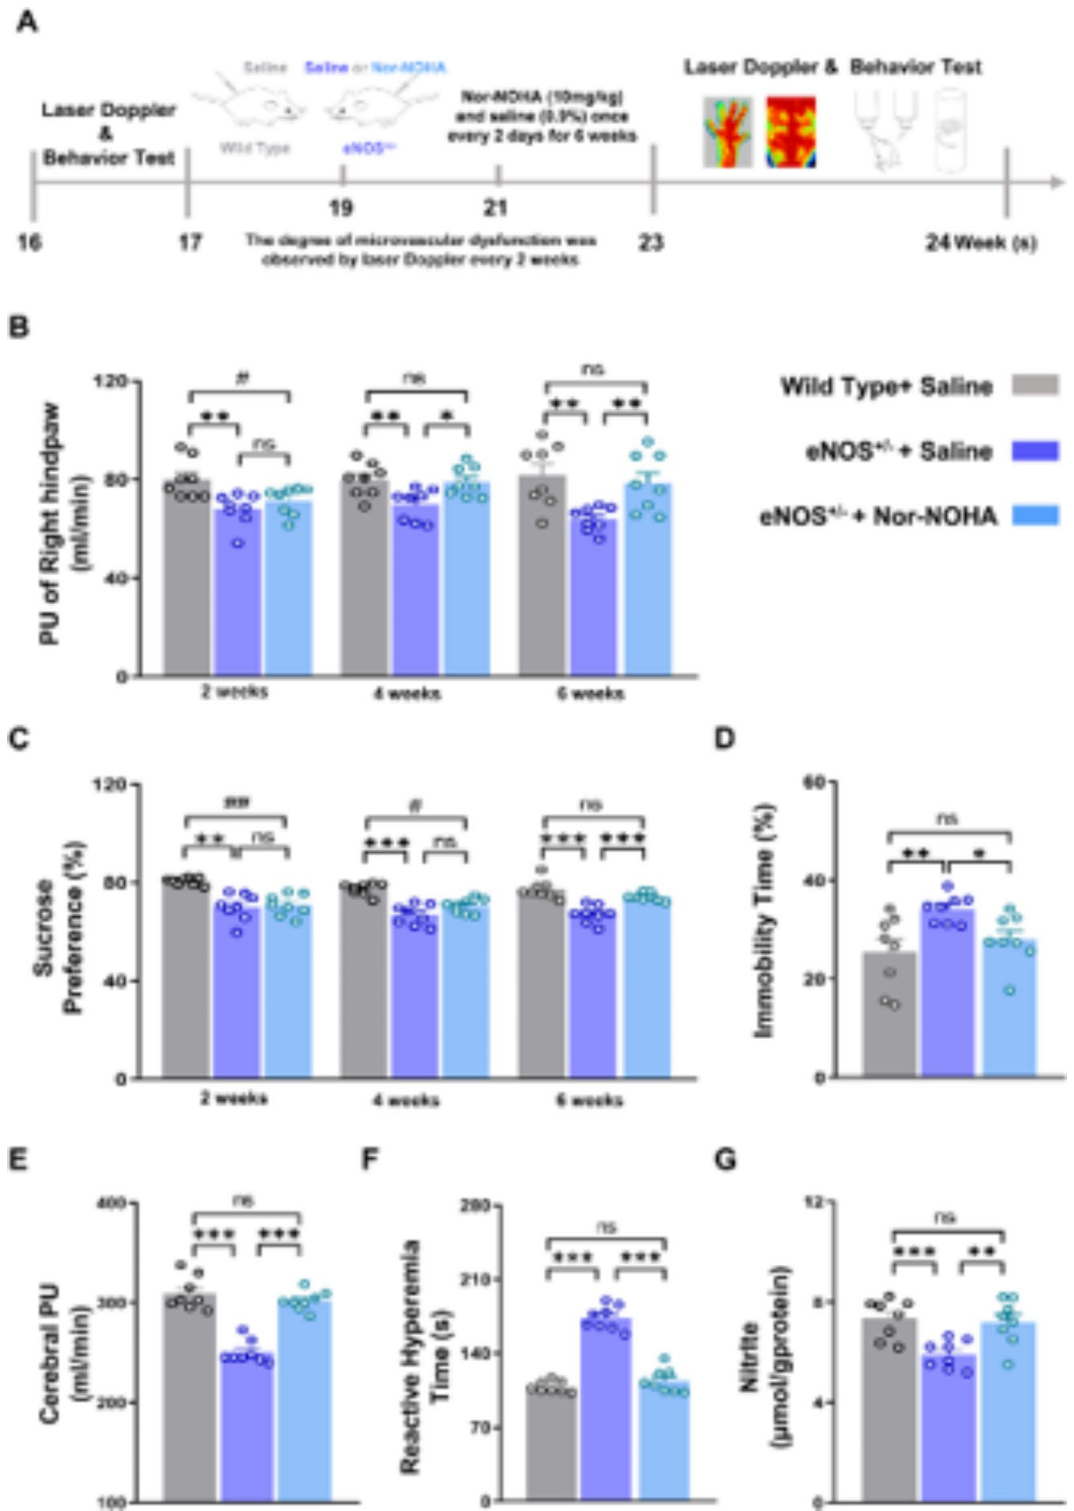 A
Saline Saline or Nor-NOHA
Laser Doppler & Behavior Test
Laser Doppler
&
Behavior Test
Nor-NOHA (10mg/kg)
and saline (0.9%) once
every 2 days for 6 weeks
Wild Type eNOS+/-
16 17 19 21 23 24 Week (s)
The degree of microvascular dysfunction was
observed by laser Doppler every 2 weeks
B
PU of Right hindpaw
(ml/min)
120
80
40
0
#
** ns
ns
** *
ns
** **
2 weeks 4 weeks 6 weeks
Wild Type+ Saline
eNOS+/- + Saline
eNOS+/- + Nor-NOHA
C
Sucrose
Preference (%)
120
80
40
0
##
** ns
#
*** ns
ns
*** ***
2 weeks 4 weeks 6 weeks
D
Immobility Time (%)
60
40
20
0
ns
** *
E
Cerebral PU
(ml/min)
400
300
200
100
ns
*** ***
F
Reactive Hyperemia
Time (s)
280
210
140
70
0
ns
*** ***
G
Nitrite
(μmol/gprotein)
12
8
4
0
ns
*** **